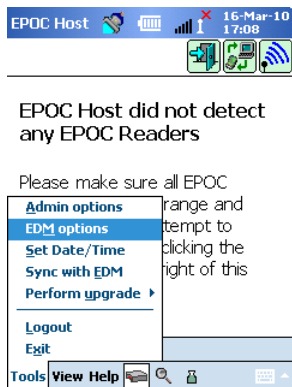 EPOC Host
16-Mar-10
17:08
EPOC Host did not detect
any EPOC Readers
Please make sure all EPOC
range and
tempt to
clicking the
right of this
Admin options
EDM options
Set Date/Time
Sync with EDM
Perform upgrade
Logout
Exit
Tools View Help